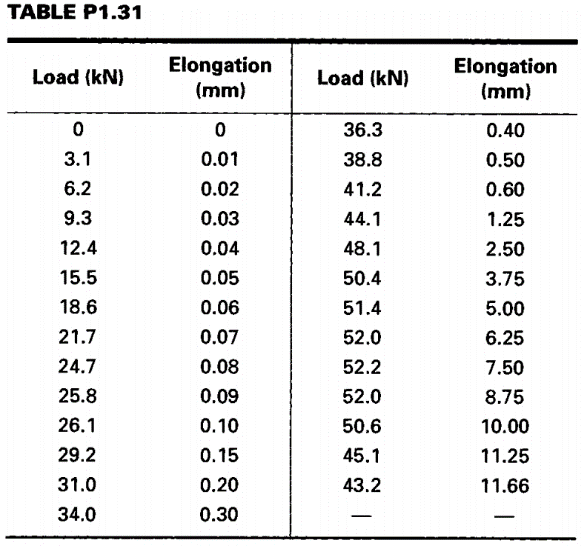 TABLE P1.31
Load (kN) Elongation (mm) Load (kN) Elongation (mm)
0 0 36.3 0.40
3.1 0.01 38.8 0.50
6.2 0.02 41.2 0.60
9.3 0.03 44.1 1.25
12.4 0.04 48.1 2.50
15.5 0.05 50.4 3.75
18.6 0.06 51.4 5.00
21.7 0.07 52.0 6.25
24.7 0.08 52.2 7.50
25.8 0.09 52.0 8.75
26.1 0.10 50.6 10.00
29.2 0.15 45.1 11.25
31.0 0.20 43.2 11.66
34.0 0.30 — —